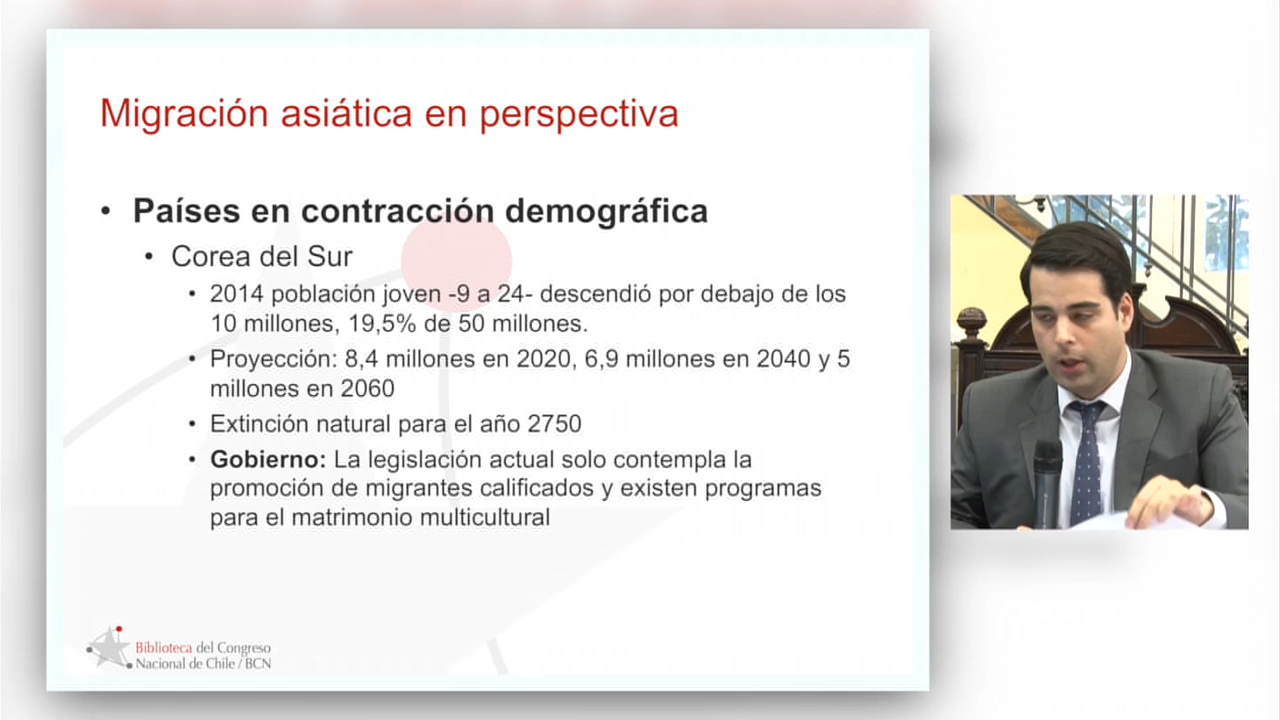 Migración asiática en perspectiva
• Países en contracción demográfica
• Corea del Sur
• 2014 población joven -9 a 24- descendió por debajo de los
10 millones, 19,5% de 50 millones.
• Proyección: 8,4 millones en 2020, 6,9 millones en 2040 y 5
millones en 2060
• Extinción natural para el año 2750
• Gobierno: La legislación actual solo contempla la
promoción de migrantes calificados y existen programas
para el matrimonio multicultural
Biblioteca del Congreso
Nacional de Chile / BCN